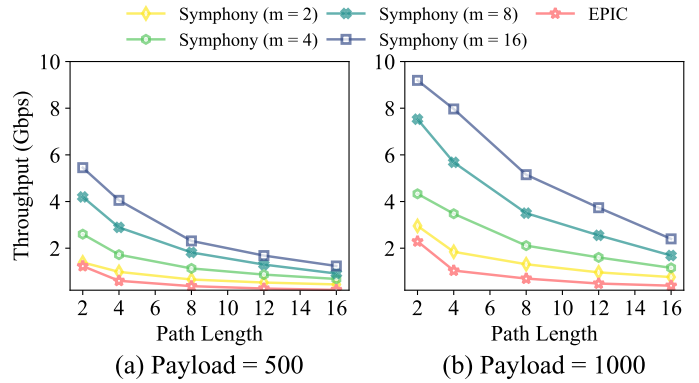 Symphony (m = 2) Symphony (m = 8) EPIC
Symphony (m = 4) Symphony (m = 16)
Throughput (Gbps)
10
8
6
4
2
2 4 6 8 10 12 14 16
Path Length
(a) Payload = 500
10
8
6
4
2
2 4 6 8 10 12 14 16
Path Length
(b) Payload = 1000